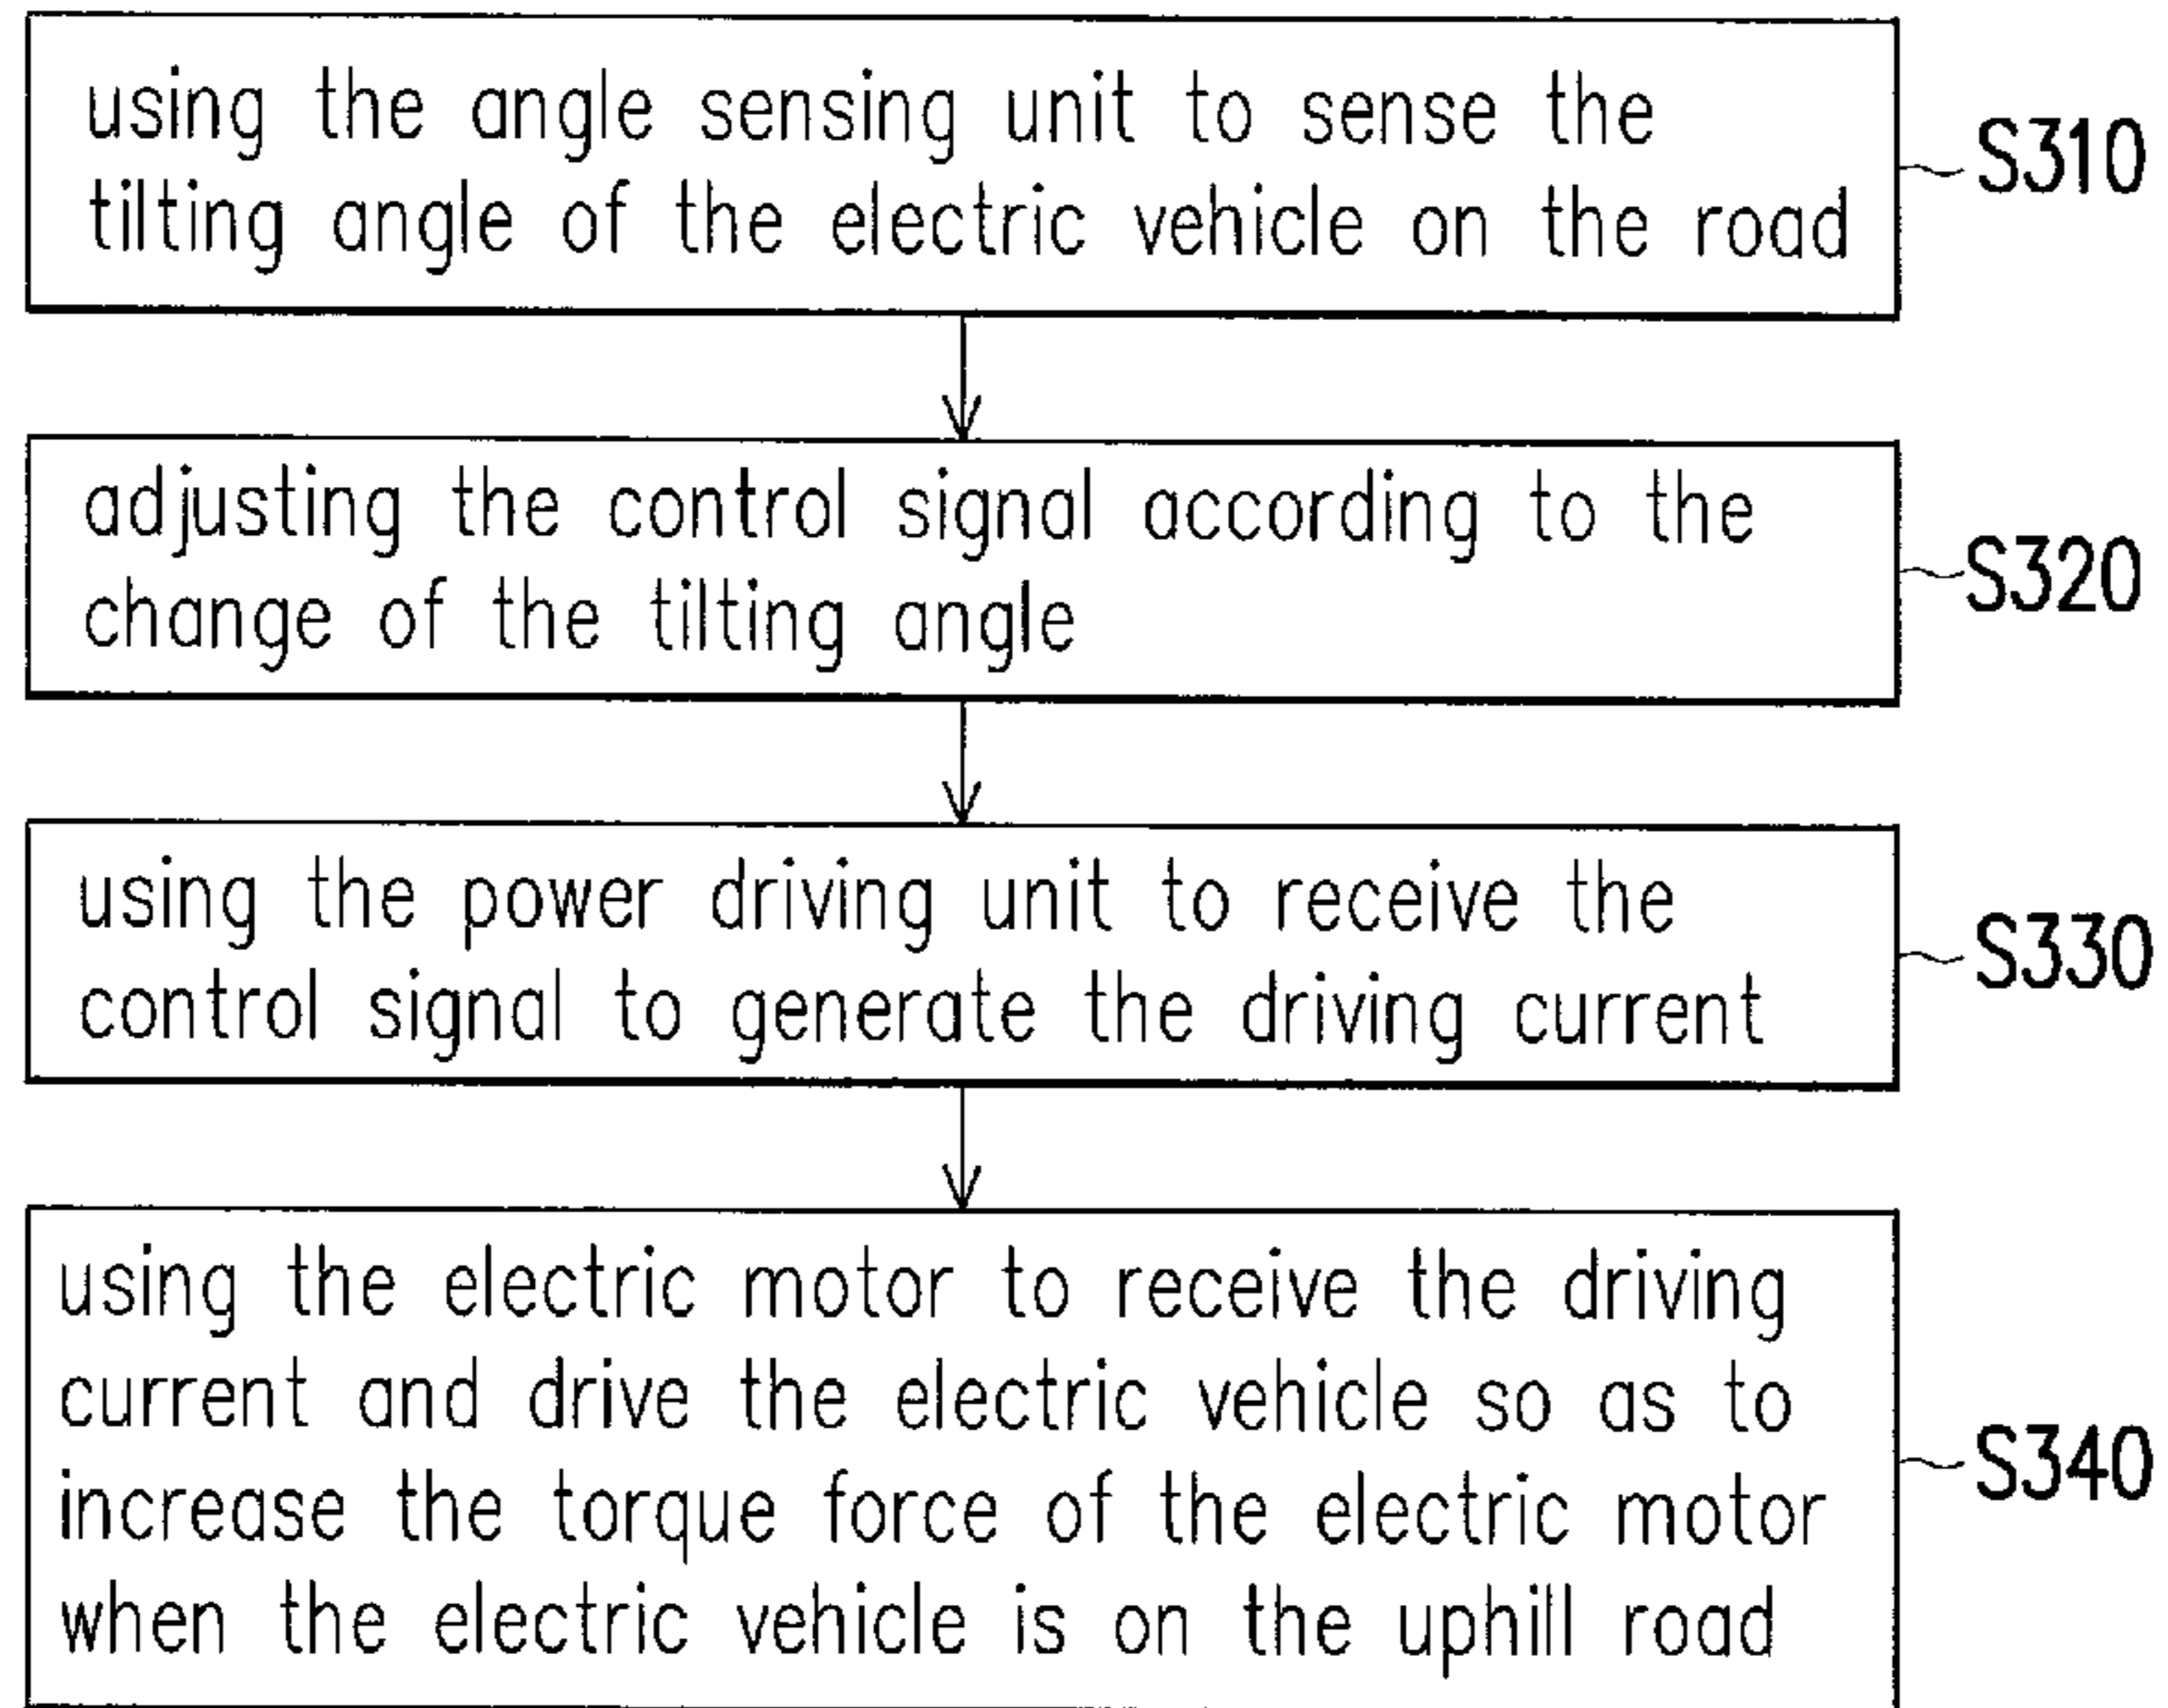 using the angle sensing unit to sense the
tilting angle of the electric vehicle on the road
S310
adjusting the control signal according to the
change of the tilting angle
S320
using the power driving unit to receive the
control signal to generate the driving current
S330
using the electric motor to receive the driving
current and drive the electric vehicle so as to
increase the torque force of the electric motor
when the electric vehicle is on the uphill road
S340